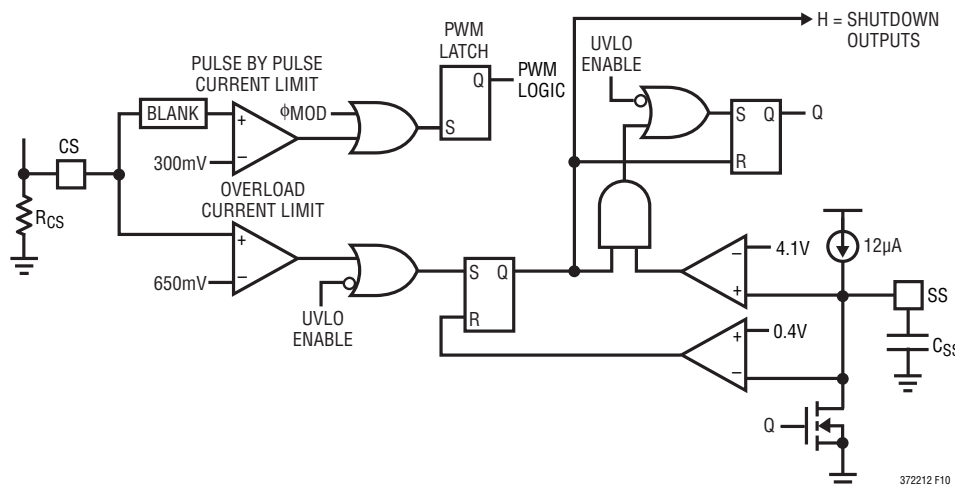 H = SHUTDOWN
OUTPUTS
PWM
LATCH
UVLO
ENABLE
PULSE BY PULSE
CURRENT LIMIT
Q
PWM
LOGIC
BLANK
+
ϕMOD
S
S
Q
Q
R
CS
300mV
–
OVERLOAD
CURRENT LIMIT
RCS
+
650mV
–
UVLO
ENABLE
S
Q
R
–
4.1V
+
12µA
SS
+
0.4V
–
CSS
Q
372212 F10